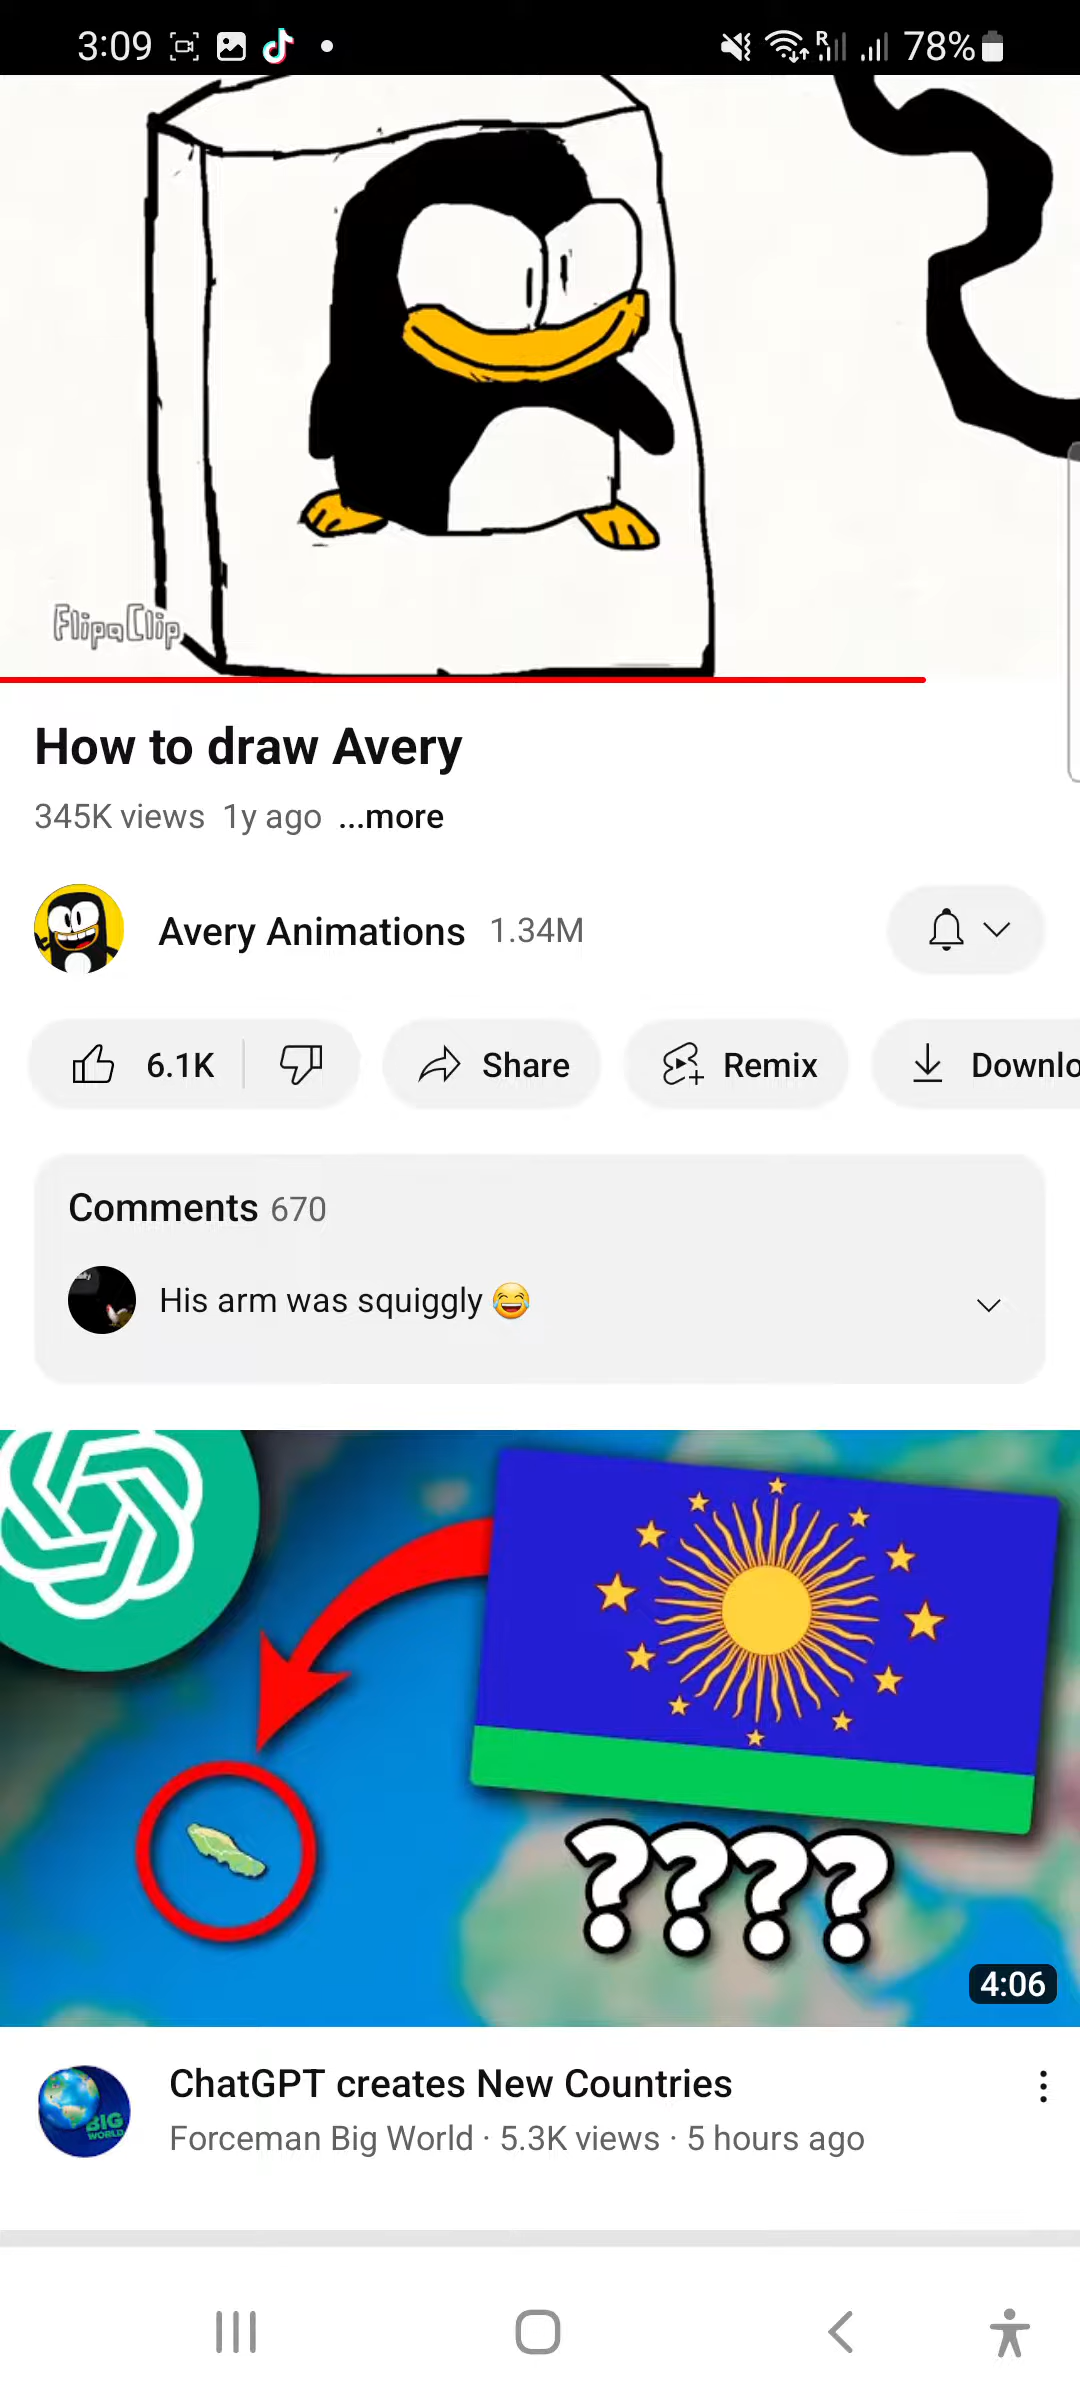 3:09
R
78%
FlipaClip
How to draw Avery
345K views 1y ago ...more
Avery Animations 1.34M
6.1K
Share
Remix
Downlo
Comments 670
His arm was squiggly 😂
????
4:06
BIG
WORLD
ChatGPT creates New Countries
Forceman Big World · 5.3K views · 5 hours ago